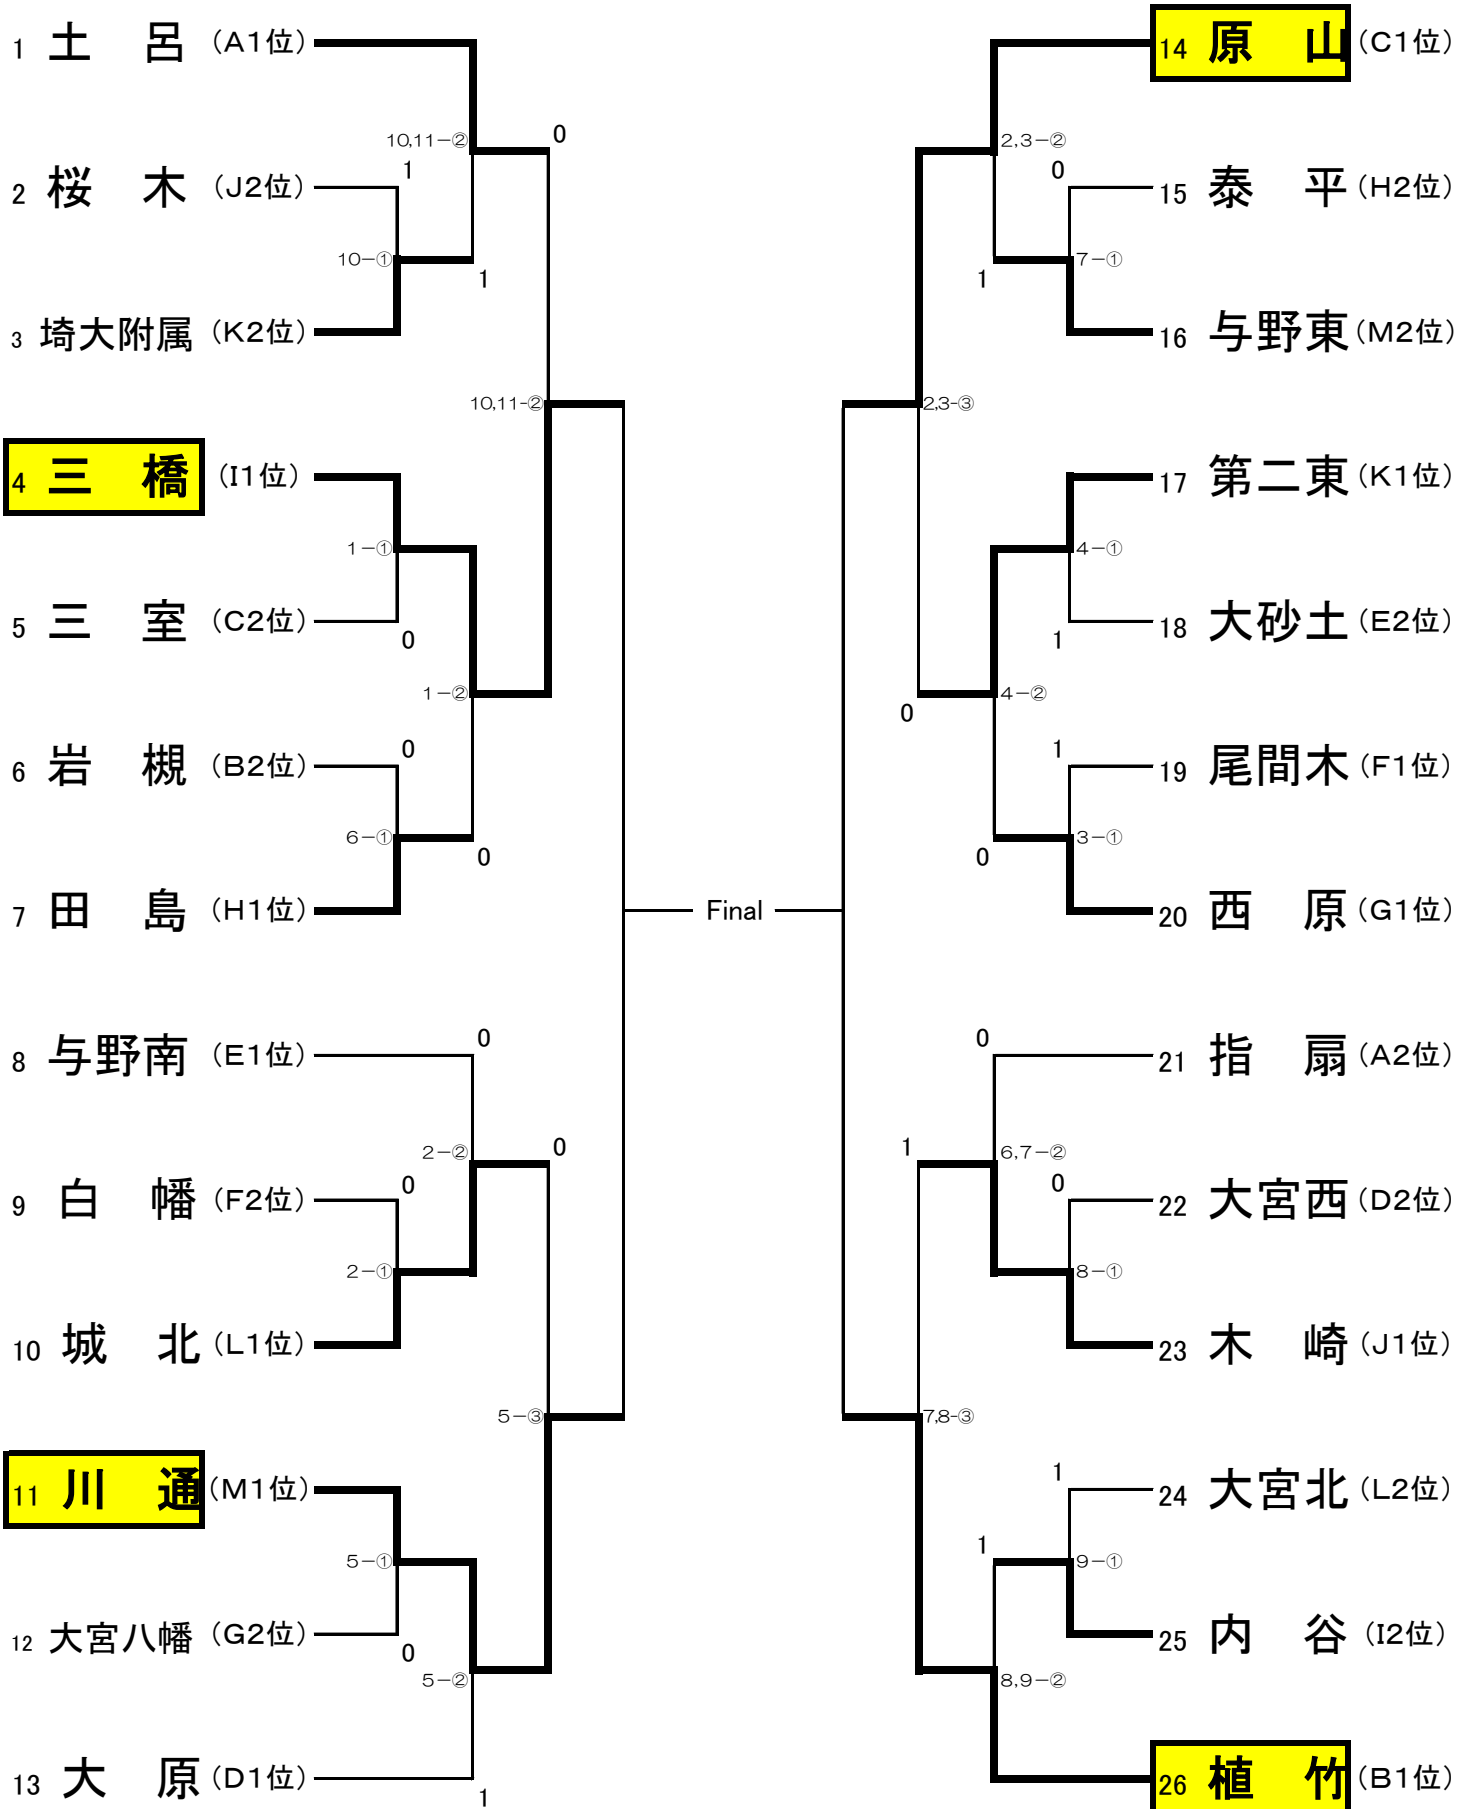 1 土 呂 (A1位)
10,11-② 0
1
2 桜 木 (J2位)
10-①
1
3 埼大附属 (K2位)
10,11-②
4 三 橋 (I1位)
1-①
5 三 室 (C2位)
0
1-②
0
6 岩 槻 (B2位)
6-①
0
7 田 島 (H1位)
0
8 与野南 (E1位)
2-② 0
0
9 白 幡 (F2位)
2-①
10 城 北 (L1位)
5-③
11 川 通 (M1位)
5-①
12 大宮八幡 (G2位)
0
5-②
13 大 原 (D1位)
1
Final
14 原 山 (C1位)
2,3-②
0
15 泰 平 (H2位)
7-①
1
16 与野東 (M2位)
2,3-③
17 第二東 (K1位)
4-①
18 大砂土 (E2位)
1
4-②
0
1
19 尾間木 (F1位)
3-①
0
20 西 原 (G1位)
0
21 指 扇 (A2位)
1 6,7-②
0
22 大宮西 (D2位)
8-①
23 木 崎 (J1位)
7,8-③
1
24 大宮北 (L2位)
1
9-①
25 内 谷 (I2位)
8,9-②
26 植 竹 (B1位)